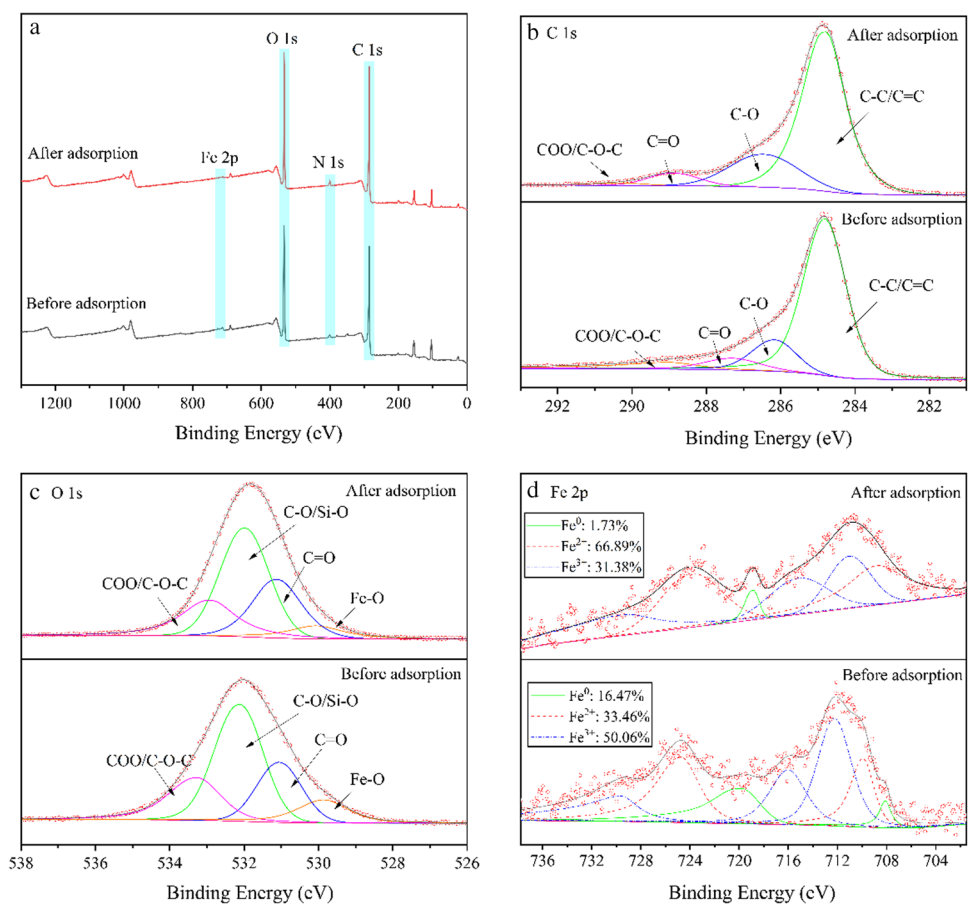 a
O 1s
C 1s
After adsorption
Fe 2p
N 1s
Before adsorption
1200 1000 800 600 400 200 0
Binding Energy (eV)
b C 1s
After adsorption
C-C/C=C
C-O
C=O
COO/C-O-C
Before adsorption
C-C/C=C
C-O
C=O
COO/C-O-C
292 290 288 286 284 282
Binding Energy (eV)
c O 1s
After adsorption
C-O/Si-O
C=O
COO/C-O-C
Fe-O
Before adsorption
C-O/Si-O
C=O
COO/C-O-C
Fe-O
538 536 534 532 530 528 526
Binding Energy (eV)
d Fe 2p
After adsorption
Fe⁰: 1.73%
Fe²⁻: 66.89%
Fe³⁻: 31.38%
Before adsorption
Fe⁰: 16.47%
Fe²⁺: 33.46%
Fe³⁺: 50.06%
736 732 728 724 720 716 712 708 704
Binding Energy (eV)